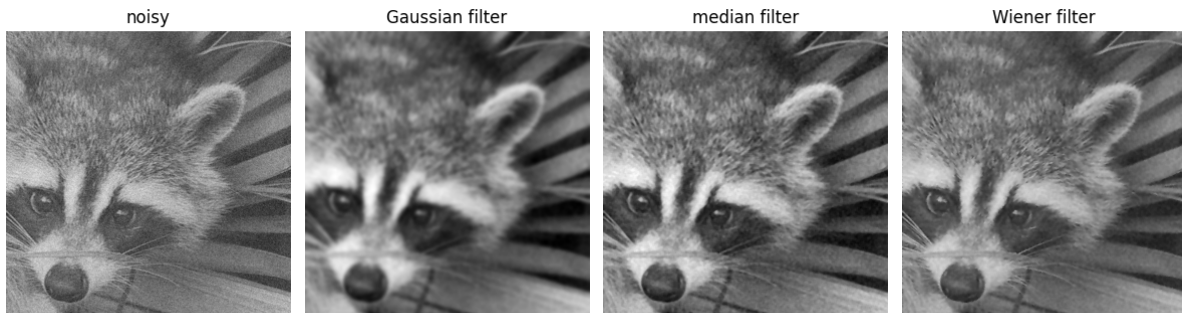 noisy
Gaussian filter
median filter
Wiener filter